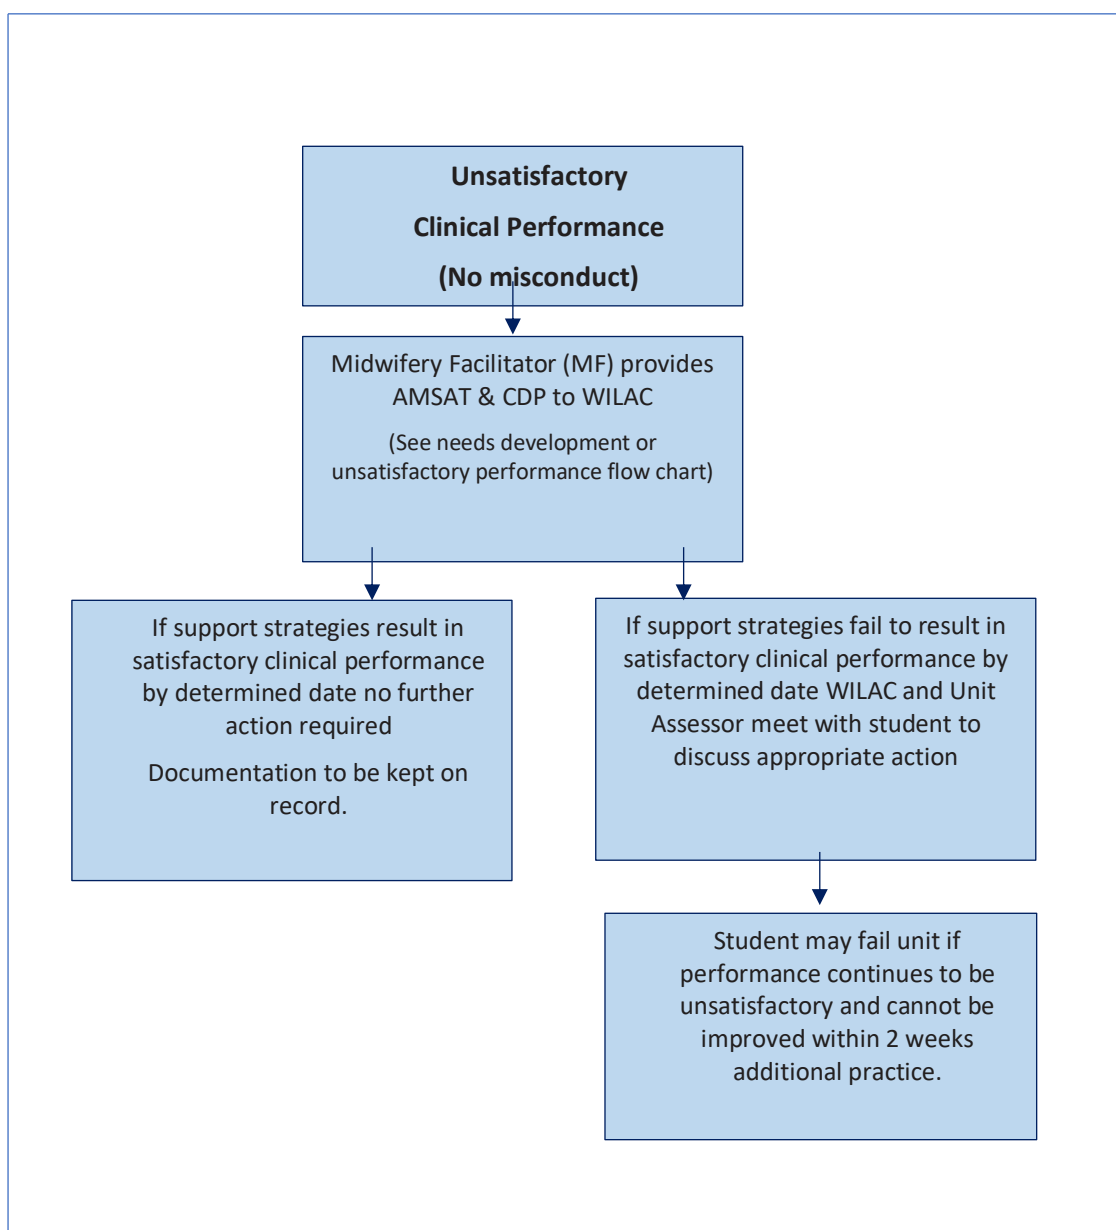 Unsatisfactory
Clinical Performance
(No misconduct)
Midwifery Facilitator (MF) provides
AMSAT & CDP to WILAC
(See needs development or
unsatisfactory performance flow chart)
If support strategies result in
satisfactory clinical performance
by determined date no further
action required
Documentation to be kept on
record.
If support strategies fail to result in
satisfactory clinical performance by
determined date WILAC and Unit
Assessor meet with student to
discuss appropriate action
Student may fail unit if
performance continues to be
unsatisfactory and cannot be
improved within 2 weeks
additional practice.